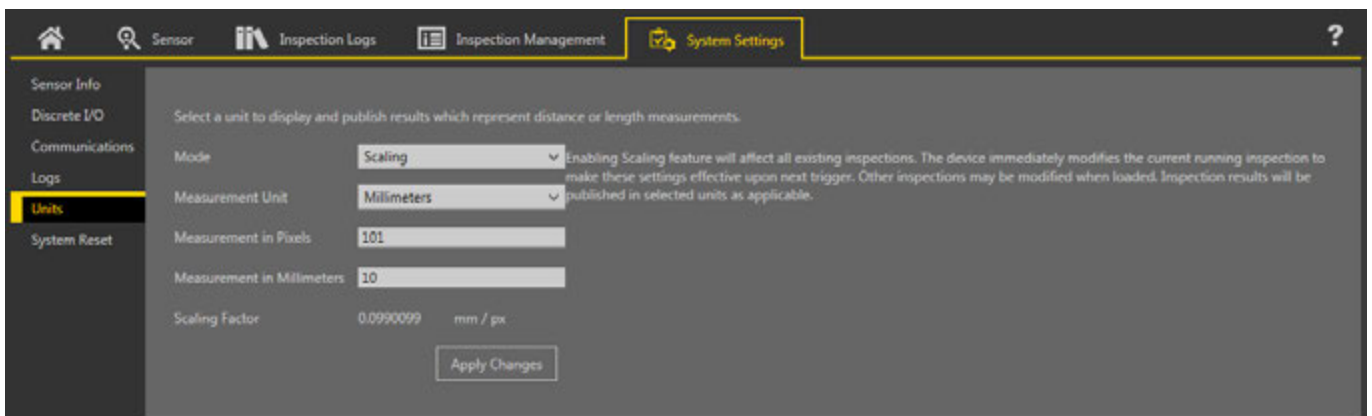 Sensor Inspection Logs Inspection Management System Settings ?
Sensor Info
Discrete I/O
Communications
Logs
Units
System Reset
Select a unit to display and publish results which represent distance or length measurements.
Mode Scaling
Enabling Scaling feature will affect all existing inspections. The device immediately modifies the current running inspection to
make these settings effective upon next trigger. Other inspections may be modified when loaded. Inspection results will be
published in selected units as applicable.
Measurement Unit Millimeters
Measurement in Pixels 101
Measurement in Millimeters 10
Scaling Factor 0.0990099 mm / px
Apply Changes